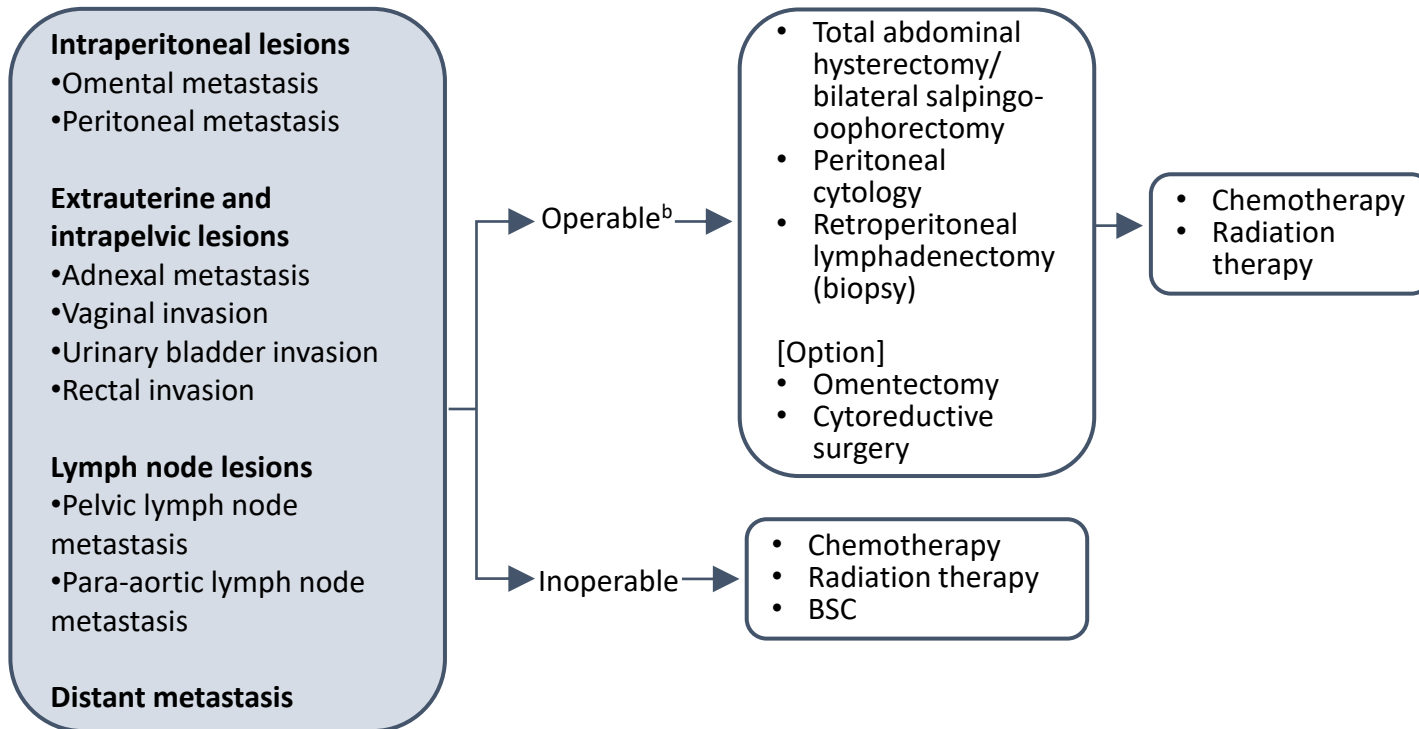 Intraperitoneal lesions
•Omental metastasis
•Peritoneal metastasis
Extrauterine and
intrapelvic lesions
•Adnexal metastasis
•Vaginal invasion
•Urinary bladder invasion
•Rectal invasion
Lymph node lesions
•Pelvic lymph node
metastasis
•Para-aortic lymph node
metastasis
Distant metastasis
Operableᵇ
Inoperable
• Total abdominal
hysterectomy/
bilateral salpingo-
oophorectomy
• Peritoneal
cytology
• Retroperitoneal
lymphadenectomy
(biopsy)
[Option]
• Omentectomy
• Cytoreductive
surgery
• Chemotherapy
• Radiation therapy
• BSC
• Chemotherapy
• Radiation
therapy